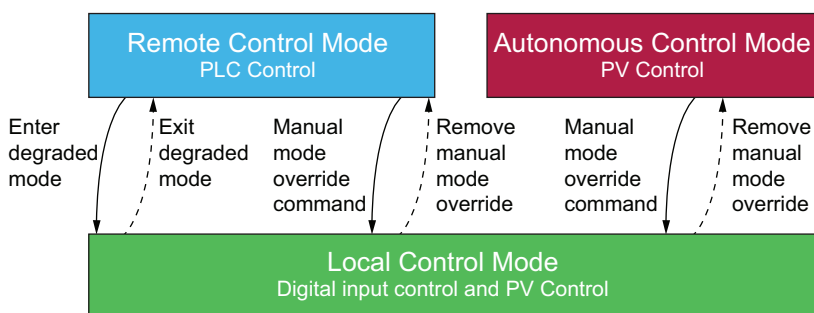 Remote Control Mode
PLC Control
Autonomous Control Mode
PV Control
Enter
degraded
mode
Exit
degraded
mode
Manual
mode
override
command
Remove
manual
mode
override
Manual
mode
override
command
Remove
manual
mode
override
Local Control Mode
Digital input control and PV Control